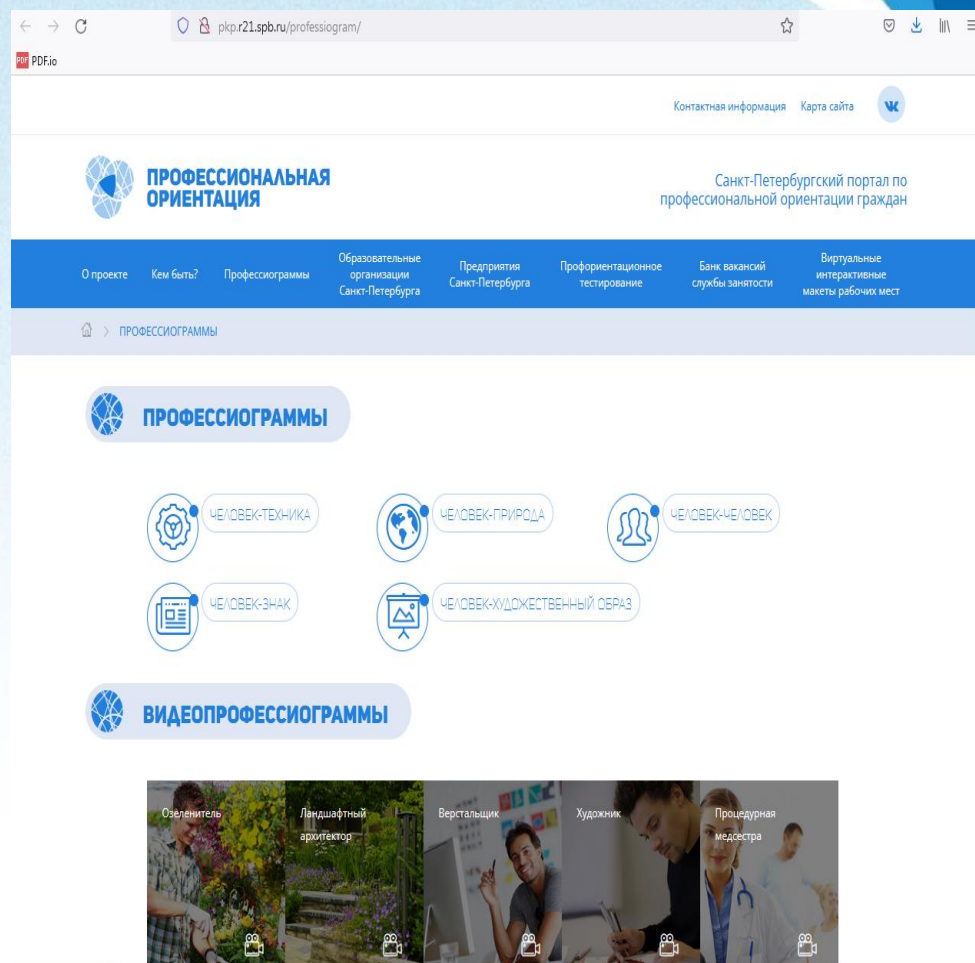 pkp.r21.spb.ru/professiogram/
PDF PDF.io
Контактная информация Карта сайта
ПРОФЕССИОНАЛЬНАЯ
ОРИЕНТАЦИЯ
Санкт-Петербургский портал по
профессиональной ориентации граждан
О проекте
Кем быть?
Профессиограммы
Образовательные
организации
Санкт-Петербурга
Предприятия
Санкт-Петербурга
Профориентационное
тестирование
Банк вакансий
службы занятости
Виртуальные
интерактивные
макеты рабочих мест
ПРОФЕССИОГРАММЫ
ПРОФЕССИОГРАММЫ
ЧЕЛОВЕК-ТЕХНИКА
ЧЕЛОВЕК-ПРИРОДА
ЧЕЛОВЕК-ЧЕЛОВЕК
ЧЕЛОВЕК-ЗНАК
ЧЕЛОВЕК-ХУДОЖЕСТВЕННЫЙ ОБРАЗ
ВИДЕОПРОФЕССИОГРАММЫ
Озеленитель
Ландшафтный
архитектор
Верстальщик
Художник
Процедурная
медсестра